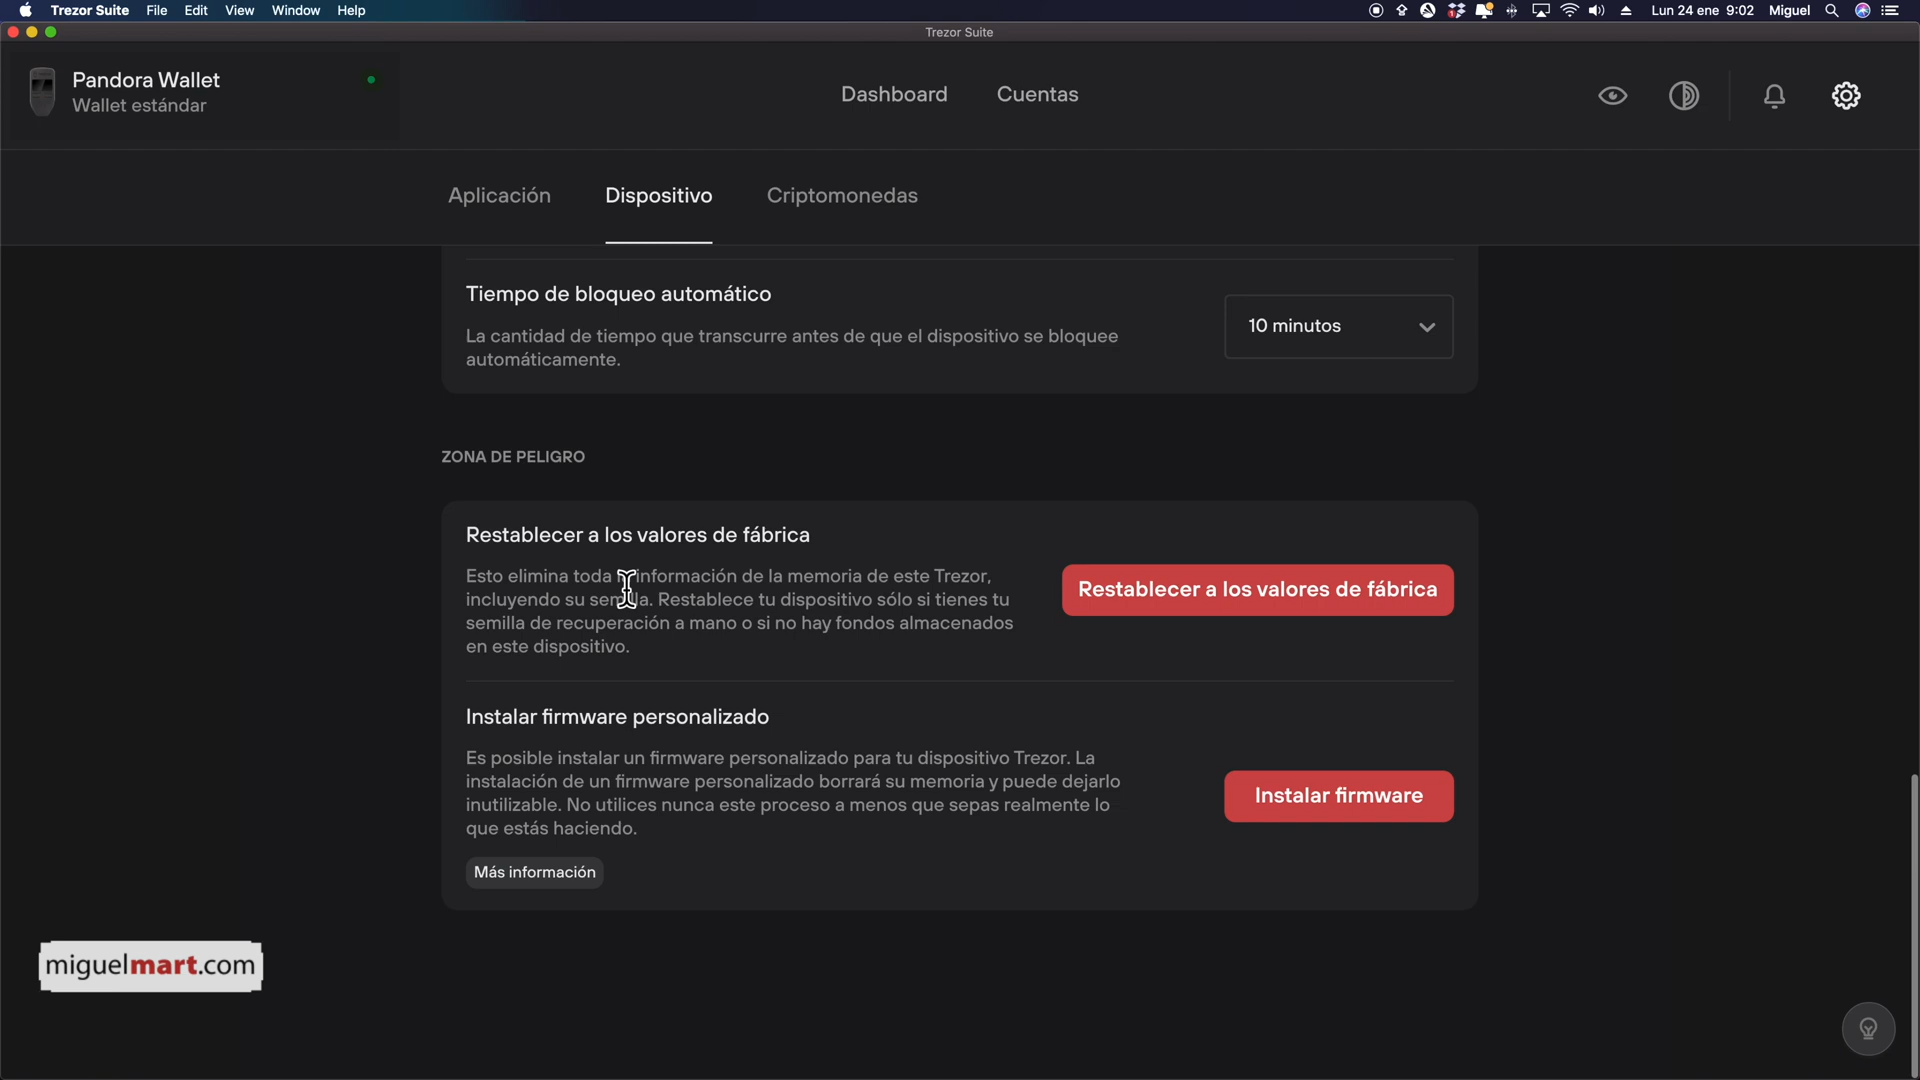 Trezor Suite File Edit View Window Help Lun 24 ene 9:02 Miguel
Trezor Suite
Pandora Wallet
Wallet estándar
Dashboard Cuentas
Aplicación Dispositivo Criptomonedas
Tiempo de bloqueo automático
La cantidad de tiempo que transcurre antes de que el dispositivo se bloquee
automáticamente.
10 minutos
ZONA DE PELIGRO
Restablecer a los valores de fábrica
Esto elimina toda información de la memoria de este Trezor,
incluyendo su semilla. Restablece tu dispositivo sólo si tienes tu
semilla de recuperación a mano o si no hay fondos almacenados
en este dispositivo.
Restablecer a los valores de fábrica
Instalar firmware personalizado
Es posible instalar un firmware personalizado para tu dispositivo Trezor. La
instalación de un firmware personalizado borrará su memoria y puede dejarlo
inutilizable. No utilices nunca este proceso a menos que sepas realmente lo
que estás haciendo.
Instalar firmware
Más información
miguelmart.com